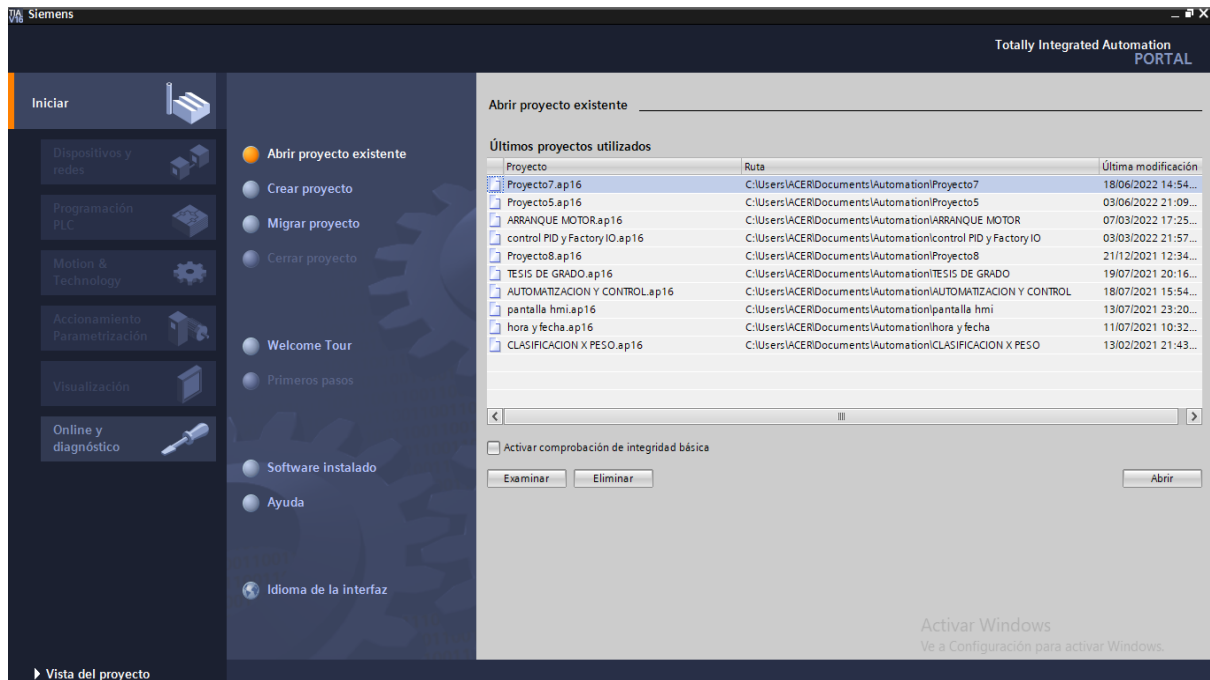 TIA V16 Siemens
Totally Integrated Automation
PORTAL
Iniciar
Dispositivos y
redes
Programación
PLC
Motion &
Technology
Accionamiento
Parametrización
Visualización
Online y
diagnóstico
Vista del proyecto
Abrir proyecto existente
Crear proyecto
Migrar proyecto
Cerrar proyecto
Welcome Tour
Primeros pasos
Software instalado
Ayuda
Idioma de la interfaz
Abrir proyecto existente
Últimos proyectos utilizados
Proyecto Ruta Última modificación
Proyecto7.ap16 C:\Users\ACER\Documents\Automation\Proyecto7 18/06/2022 14:54...
Proyecto5.ap16 C:\Users\ACER\Documents\Automation\Proyecto5 03/06/2022 21:09...
ARRANQUE MOTOR.ap16 C:\Users\ACER\Documents\Automation\ARRANQUE MOTOR 07/03/2022 17:25...
control PID y Factory IO.ap16 C:\Users\ACER\Documents\Automation\control PID y Factory IO 03/03/2022 21:57...
Proyecto8.ap16 C:\Users\ACER\Documents\Automation\Proyecto8 21/12/2021 12:34...
TESIS DE GRADO.ap16 C:\Users\ACER\Documents\Automation\TESIS DE GRADO 19/07/2021 20:16...
AUTOMATIZACION Y CONTROL.ap16 C:\Users\ACER\Documents\Automation\AUTOMATIZACION Y CONTROL 18/07/2021 15:54...
pantalla hmi.ap16 C:\Users\ACER\Documents\Automation\pantalla hmi 13/07/2021 23:20...
hora y fecha.ap16 C:\Users\ACER\Documents\Automation\hora y fecha 11/07/2021 10:32...
CLASIFICACION X PESO.ap16 C:\Users\ACER\Documents\Automation\CLASIFICACION X PESO 13/02/2021 21:43...
Activar comprobación de integridad básica
Examinar Eliminar Abrir
Activar Windows
Ve a Configuración para activar Windows.